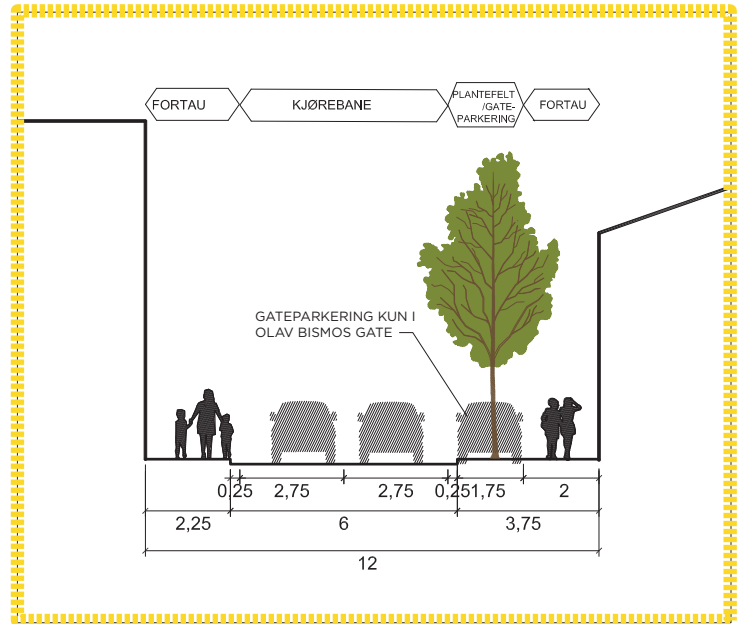 FORTAU
KJØREBANE
PLANTEFELT
/GATE-
PARKERING
FORTAU
GATEPARKERING KUN I
OLAV BISMOS GATE
0,25 2,75 2,75 0,25 1,75 2
2,25 6 3,75
12